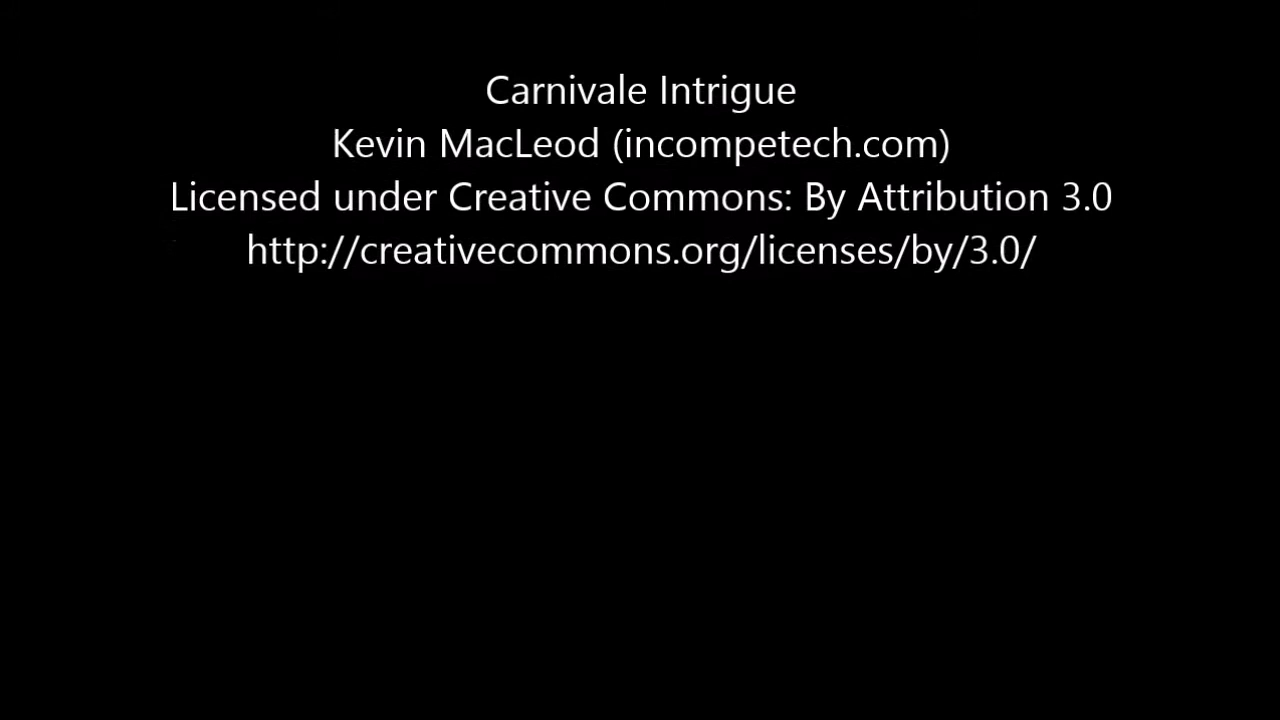 Carnivale Intrigue
Kevin MacLeod (incompetech.com)
Licensed under Creative Commons: By Attribution 3.0
http://creativecommons.org/licenses/by/3.0/